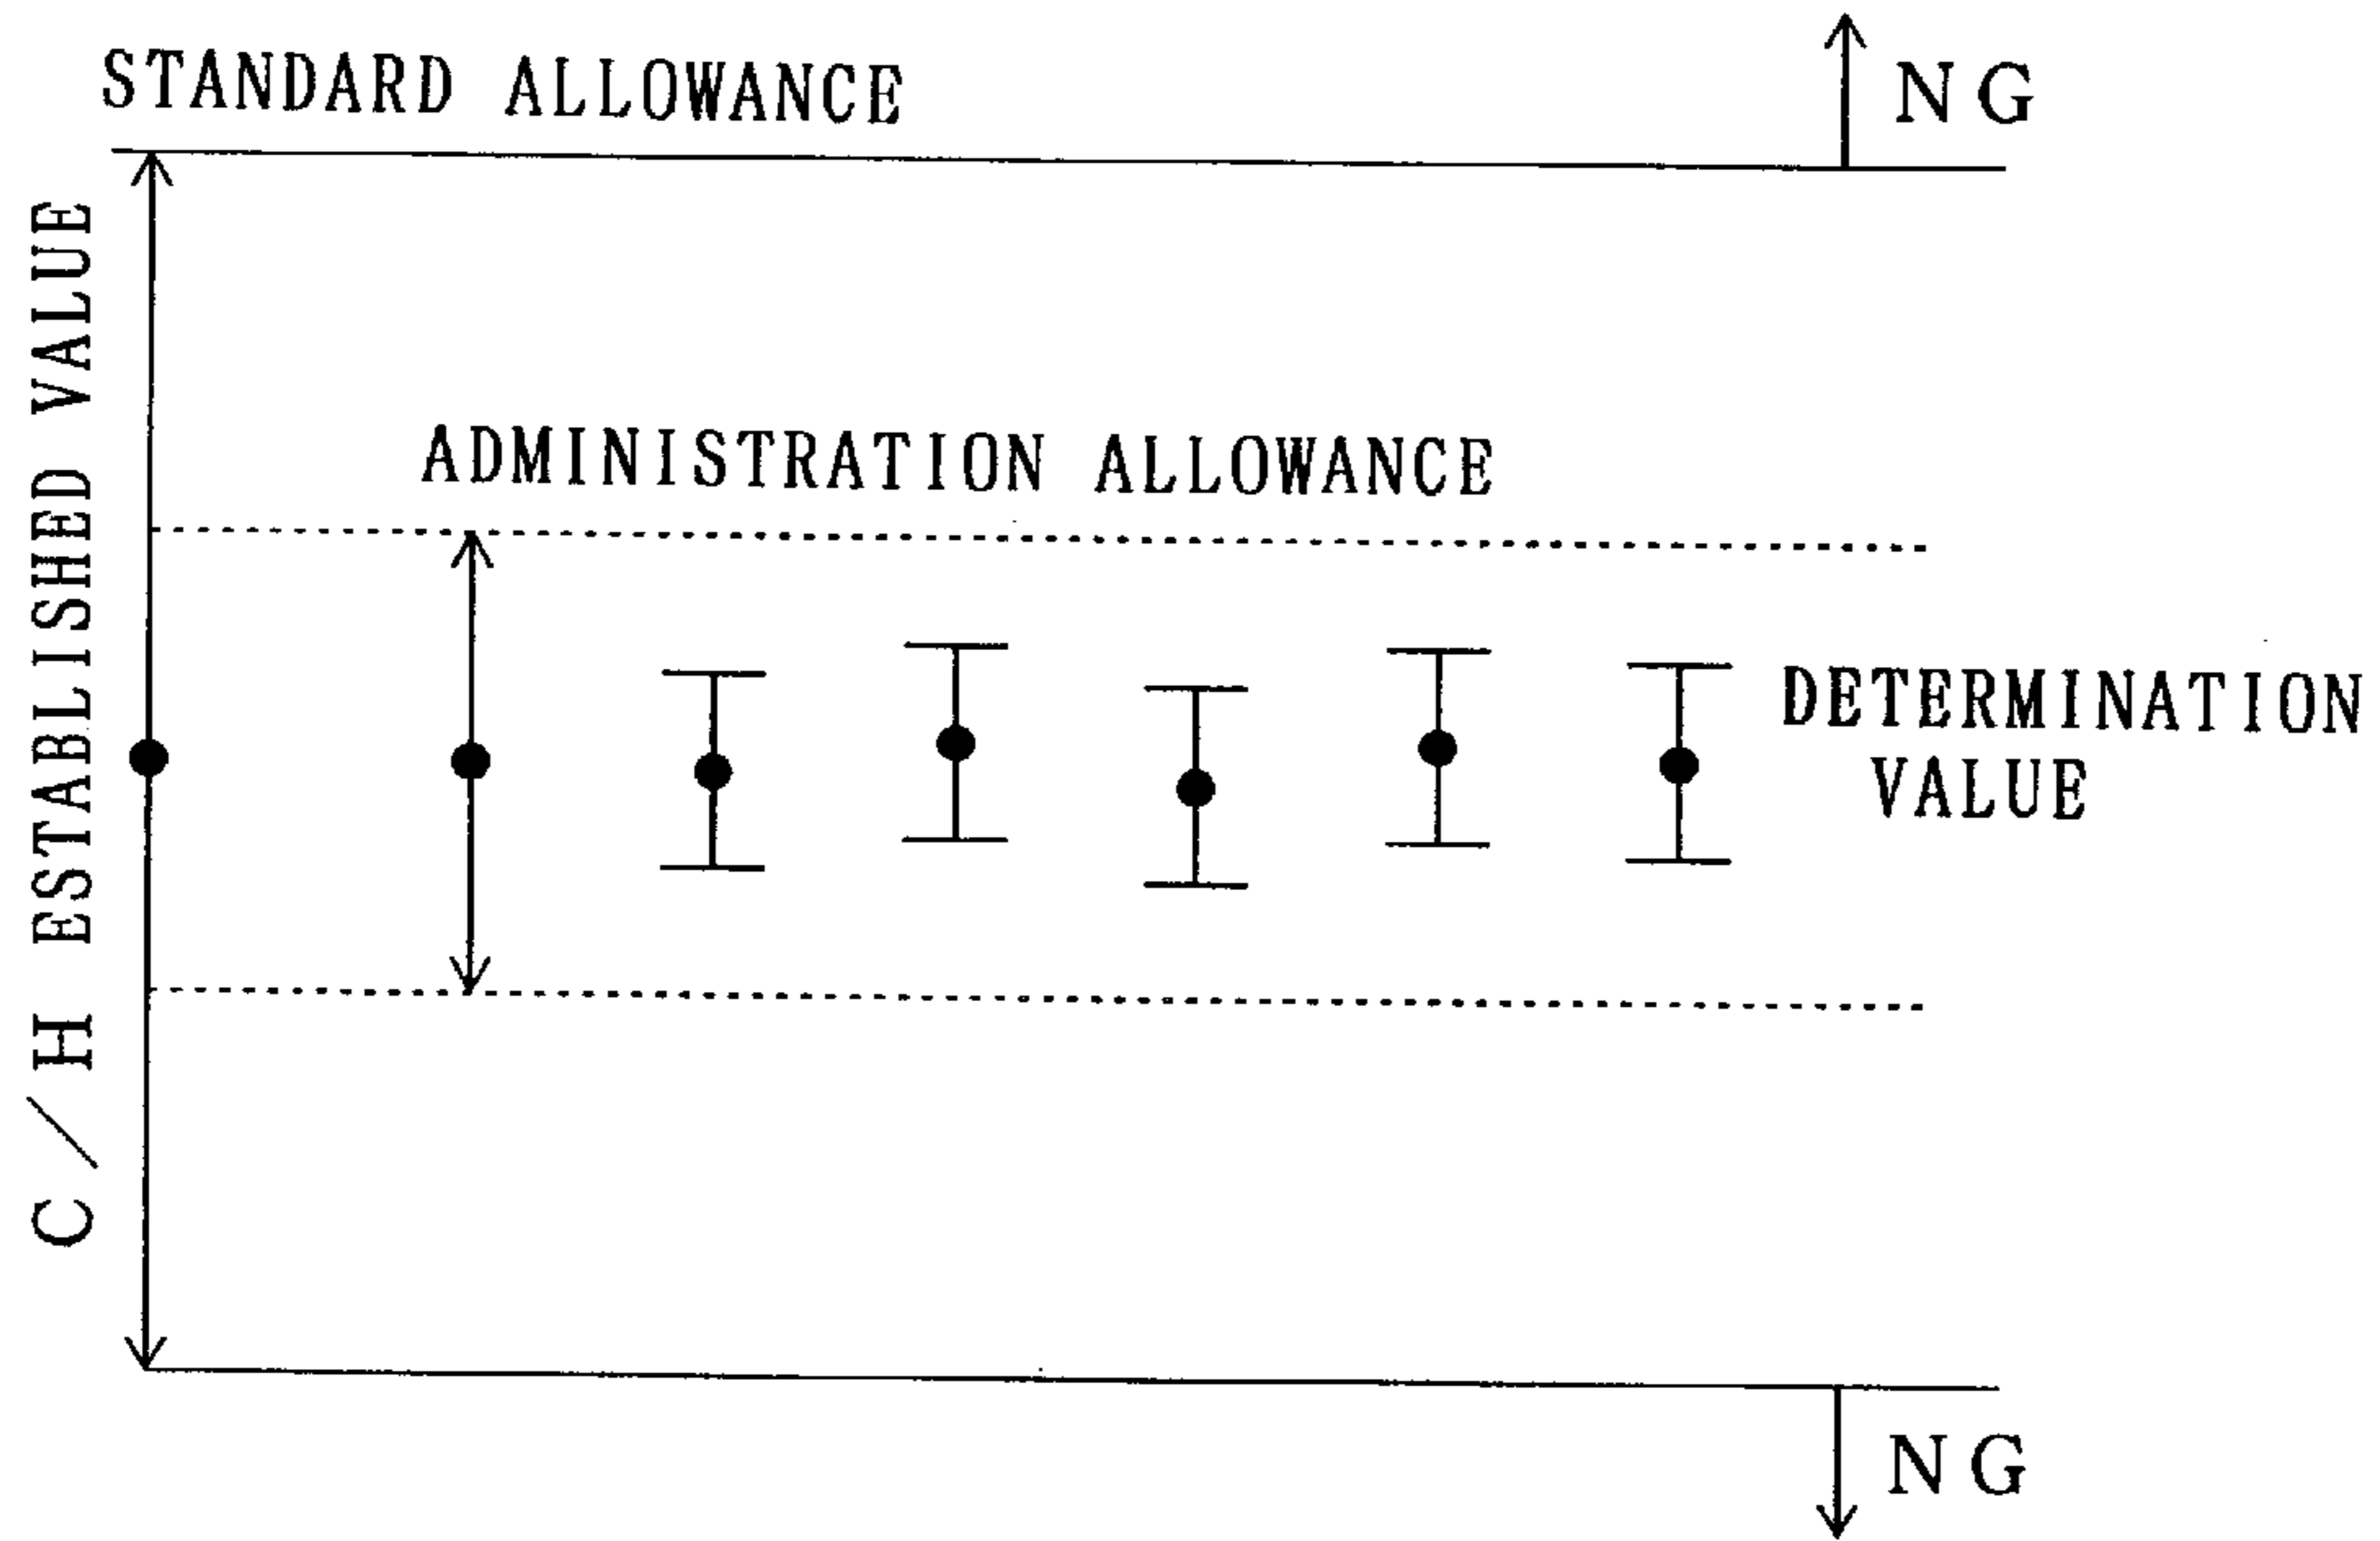 STANDARD ALLOWANCE
NG
C/H ESTABLISHED VALUE
ADMINISTRATION ALLOWANCE
DETERMINATION
VALUE
NG